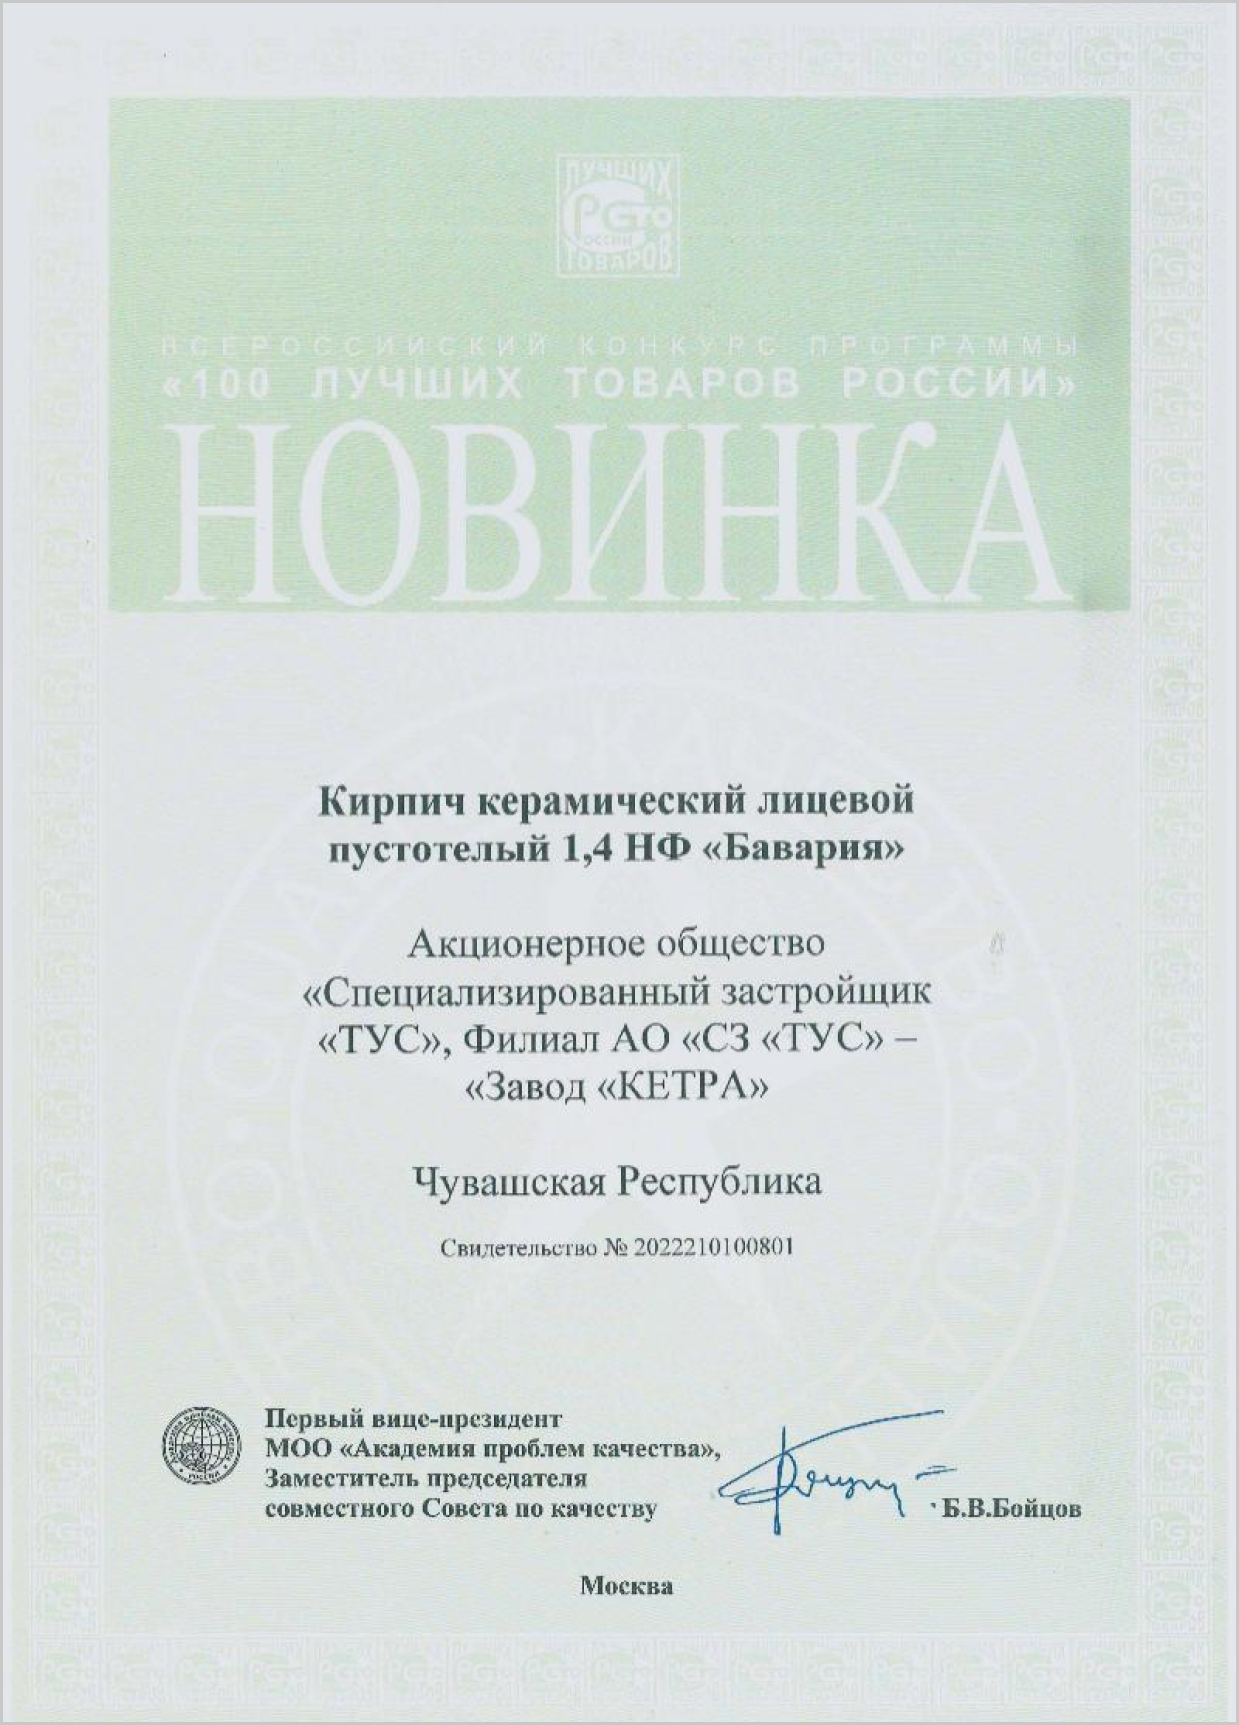 ЛУЧШИХ
РОССИИ
ТОВАРОВ
ВСЕРОССИЙСКИЙ КОНКУРС ПРОГРАММЫ
«100 ЛУЧШИХ ТОВАРОВ РОССИИ»
НОВИНКА
Кирпич керамический лицевой
пустотелый 1,4 НФ «Бавария»
Акционерное общество
«Специализированный застройщик
«ТУС», Филиал АО «СЗ «ТУС» –
«Завод «КЕТРА»
Чувашская Республика
Свидетельство № 2022210100801
Первый вице-президент
МОО «Академия проблем качества»,
Заместитель председателя
совместного Совета по качеству
Б.В.Бойцов
Москва